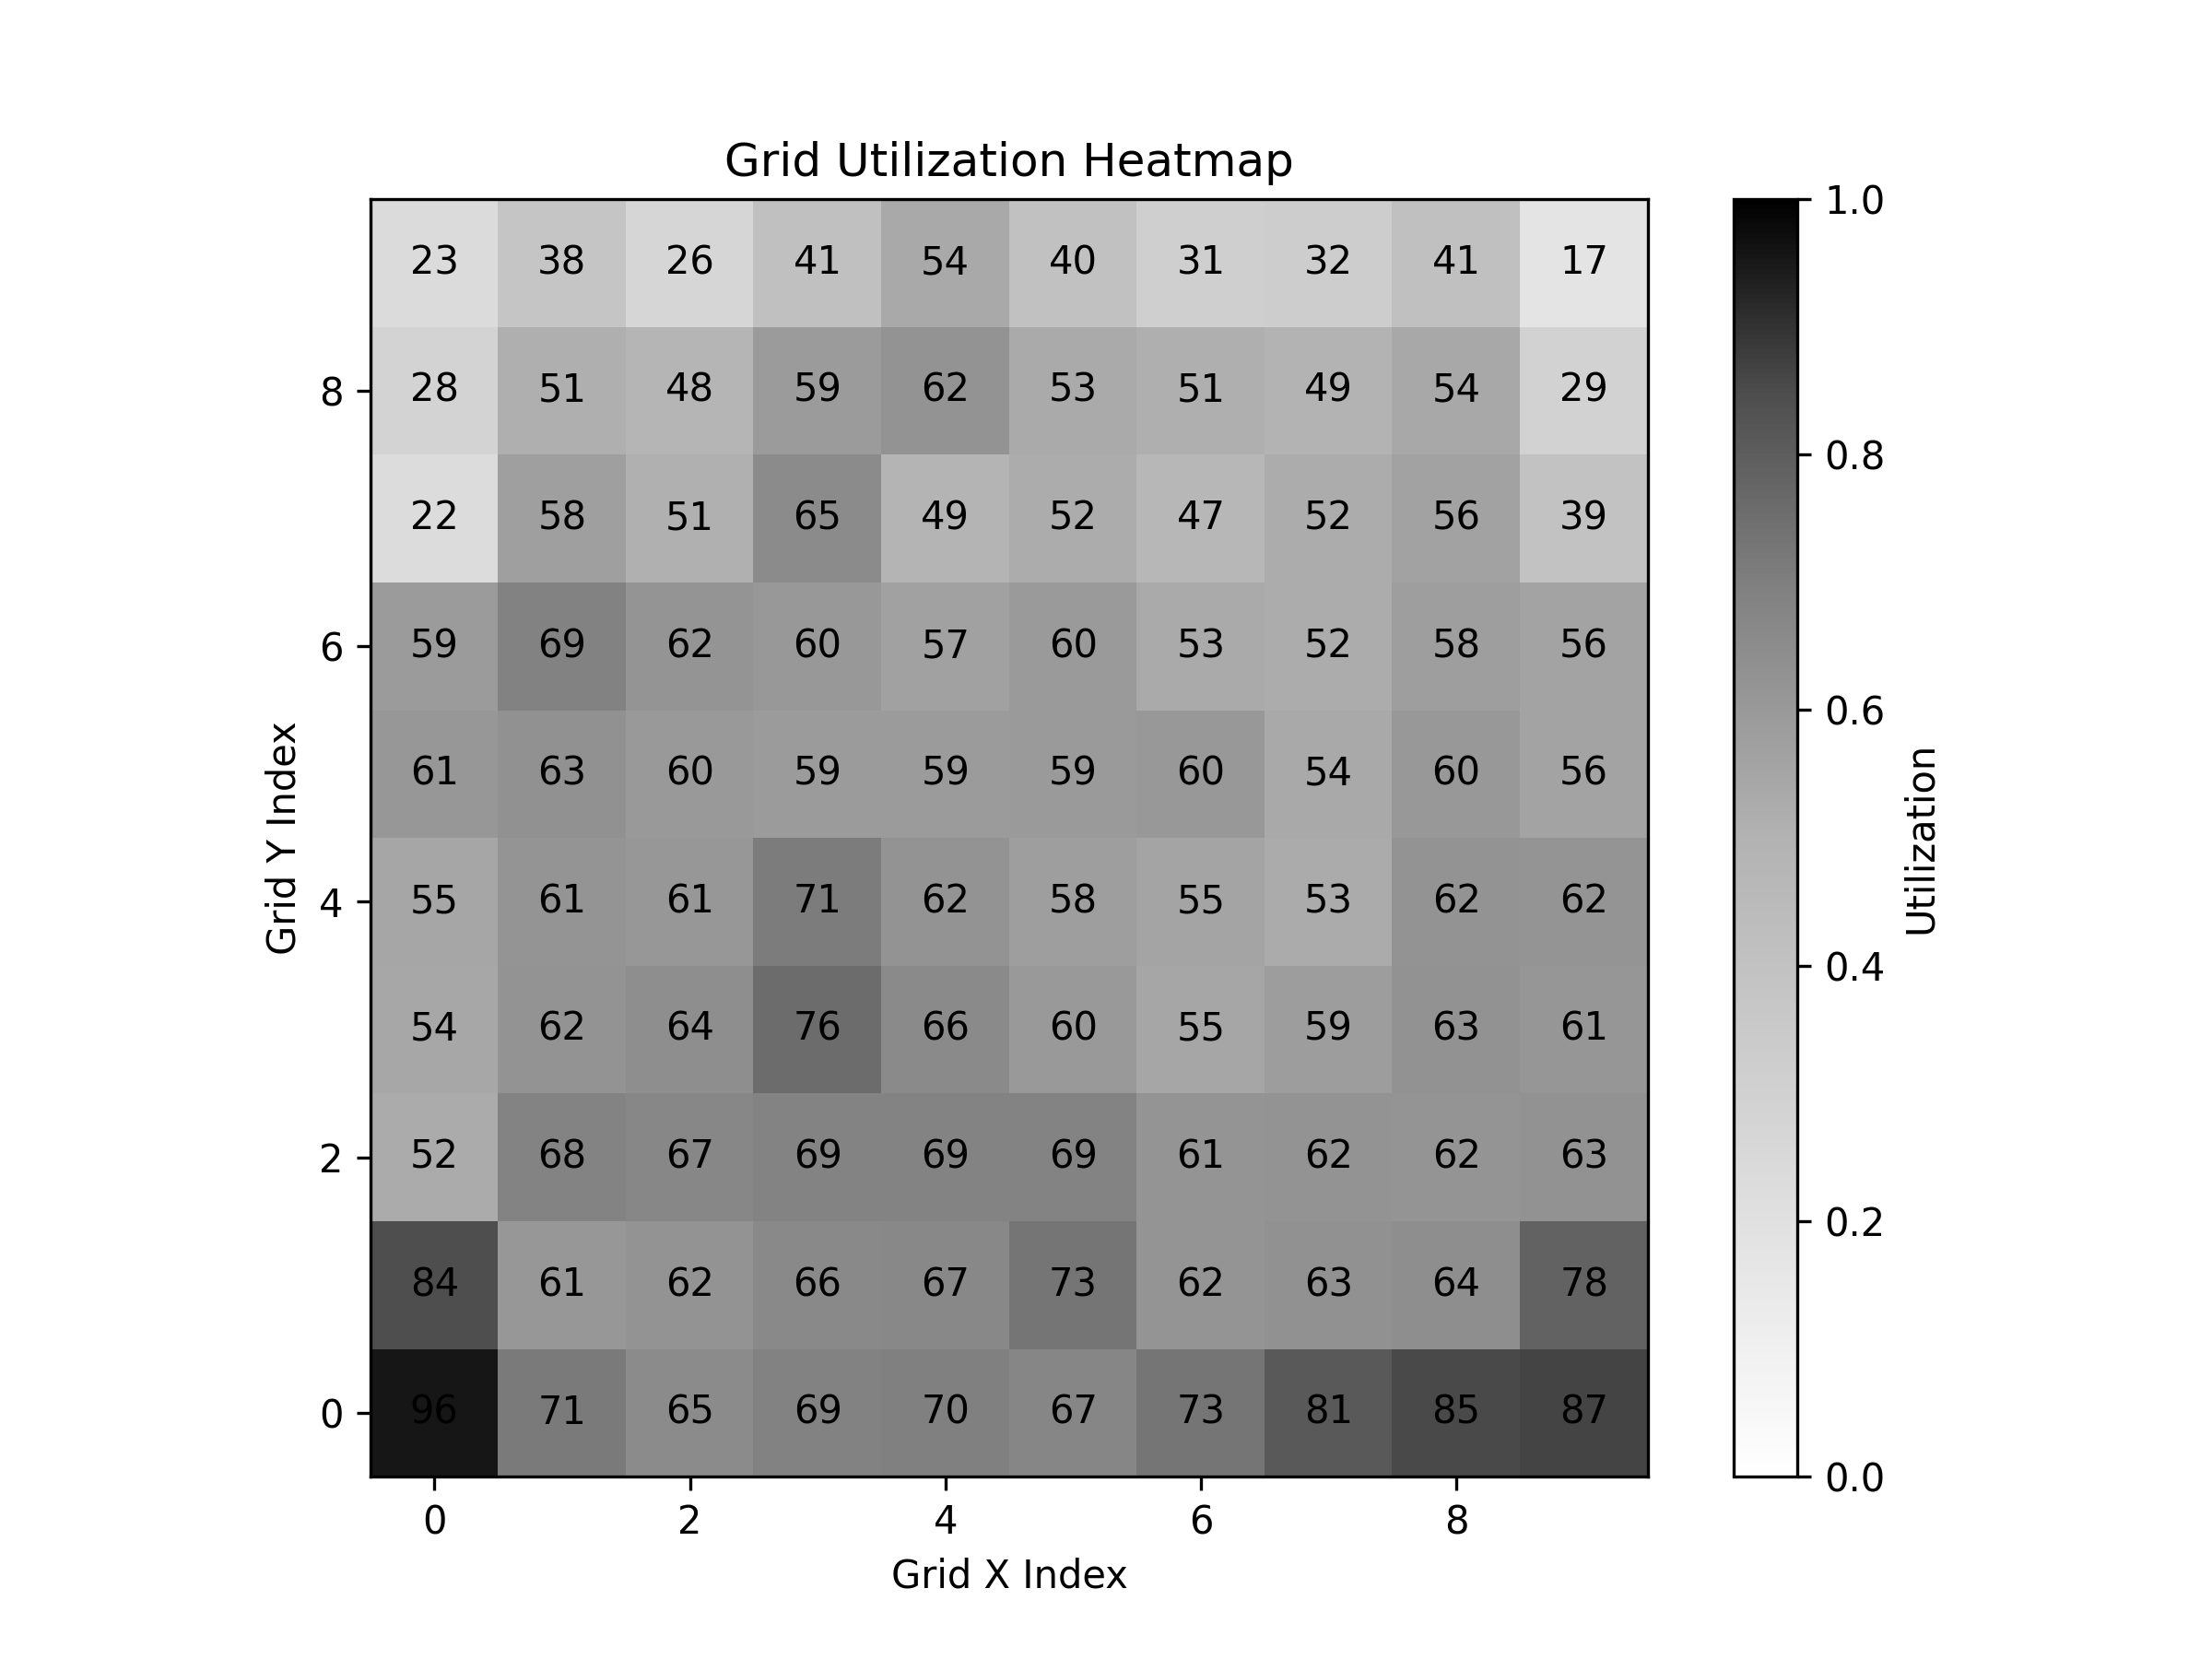 Grid Utilization Heatmap
23 38 26 41 54 40 31 32 41 17
8 28 51 48 59 62 53 51 49 54 29
22 58 51 65 49 52 47 52 56 39
6 59 69 62 60 57 60 53 52 58 56
61 63 60 59 59 59 60 54 60 56
4 55 61 61 71 62 58 55 53 62 62
54 62 64 76 66 60 55 59 63 61
2 52 68 67 69 69 69 61 62 62 63
84 61 62 66 67 73 62 63 64 78
0 96 71 65 69 70 67 73 81 85 87
0 2 4 6 8
Grid X Index
Grid Y Index
1.0
0.8
0.6
0.4
0.2
0.0
Utilization